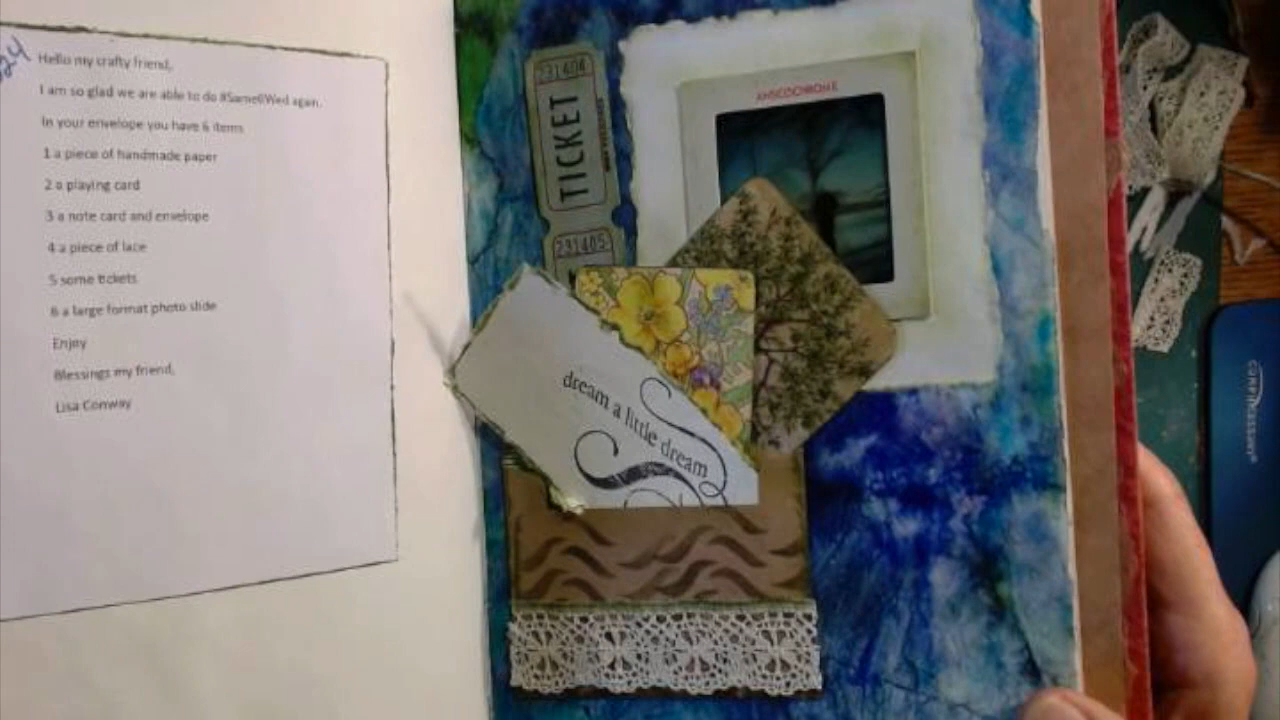 24
Hello my crafty friend,
I am so glad we are able to do #Same6Wed again.
In your envelope you have 6 items
1 a piece of handmade paper
2 a playing card
3 a note card and envelope
4 a piece of lace
5 some tickets
6 a large format photo slide
Enjoy
Blessings my friend,
Lisa Conway
231404
TICKET
231405
ANSCOCHROME
dream a little dream
COMPRESSANA